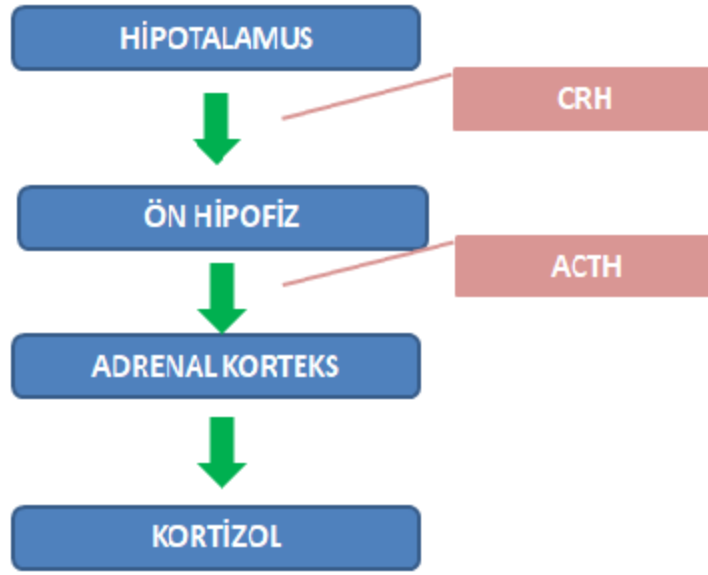 HİPOTALAMUS
CRH
ÖN HİPOFİZ
ACTH
ADRENAL KORTEKS
KORTİZOL